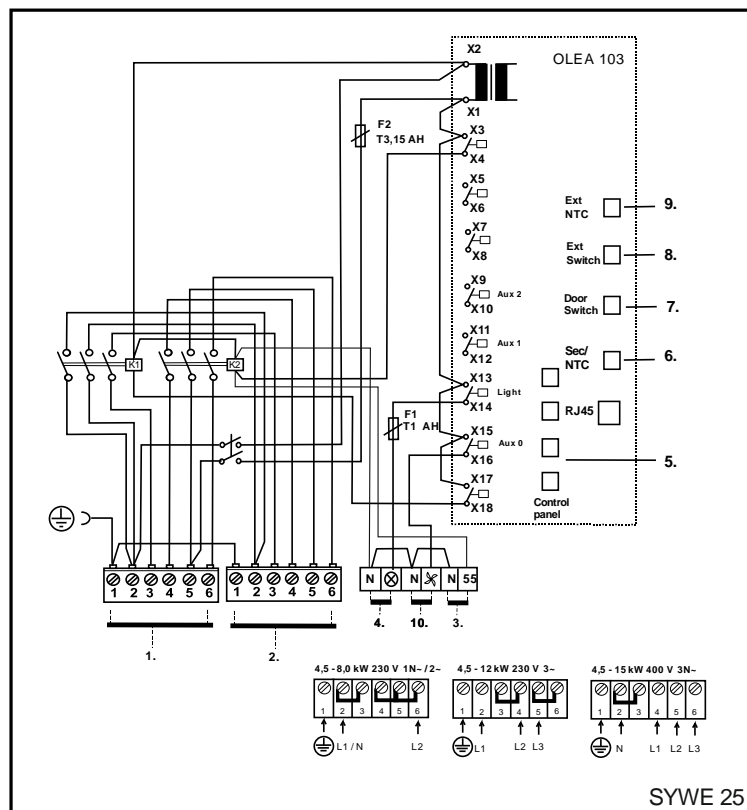 OLEA 103
X2
X1
F2
T3,15 AH
X3
X4
X5
X6
X7
X8
X9
Aux 2
X10
X11
Aux 1
X12
X13
Light
X14
X15
Aux 0
X16
X17
X18
Ext
NTC
9.
Ext
Switch
8.
Door
Switch
7.
Sec/
NTC
6.
RJ45
5.
Control
panel
K1
K2
F1
T1 AH
1 2 3 4 5 6
1 2 3 4 5 6
N N N 55
1.
2.
4. 10. 3.
4,5 - 8,0 kW 230 V 1N~ / 2~
1 2 3 4 5 6
L1 / N L2
4,5 - 12 kW 230 V 3~
1 2 3 4 5 6
L1 L2 L3
4,5 - 15 kW 400 V 3N~
1 2 3 4 5 6
N L1 L2 L3
SYWE 25